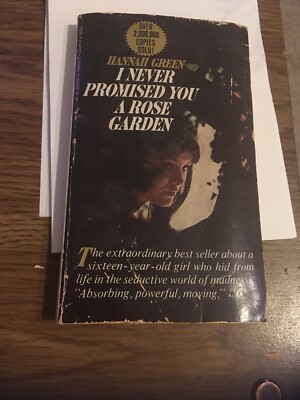 OVER
2,000,000
COPIES
SOLD!
HANNAH GREEN
I NEVER
PROMISED YOU
A ROSE
GARDEN
The extraordinary best seller about a
sixteen-year-old girl who hid from
life in the seductive world of madness.
"Absorbing, powerful, moving,"